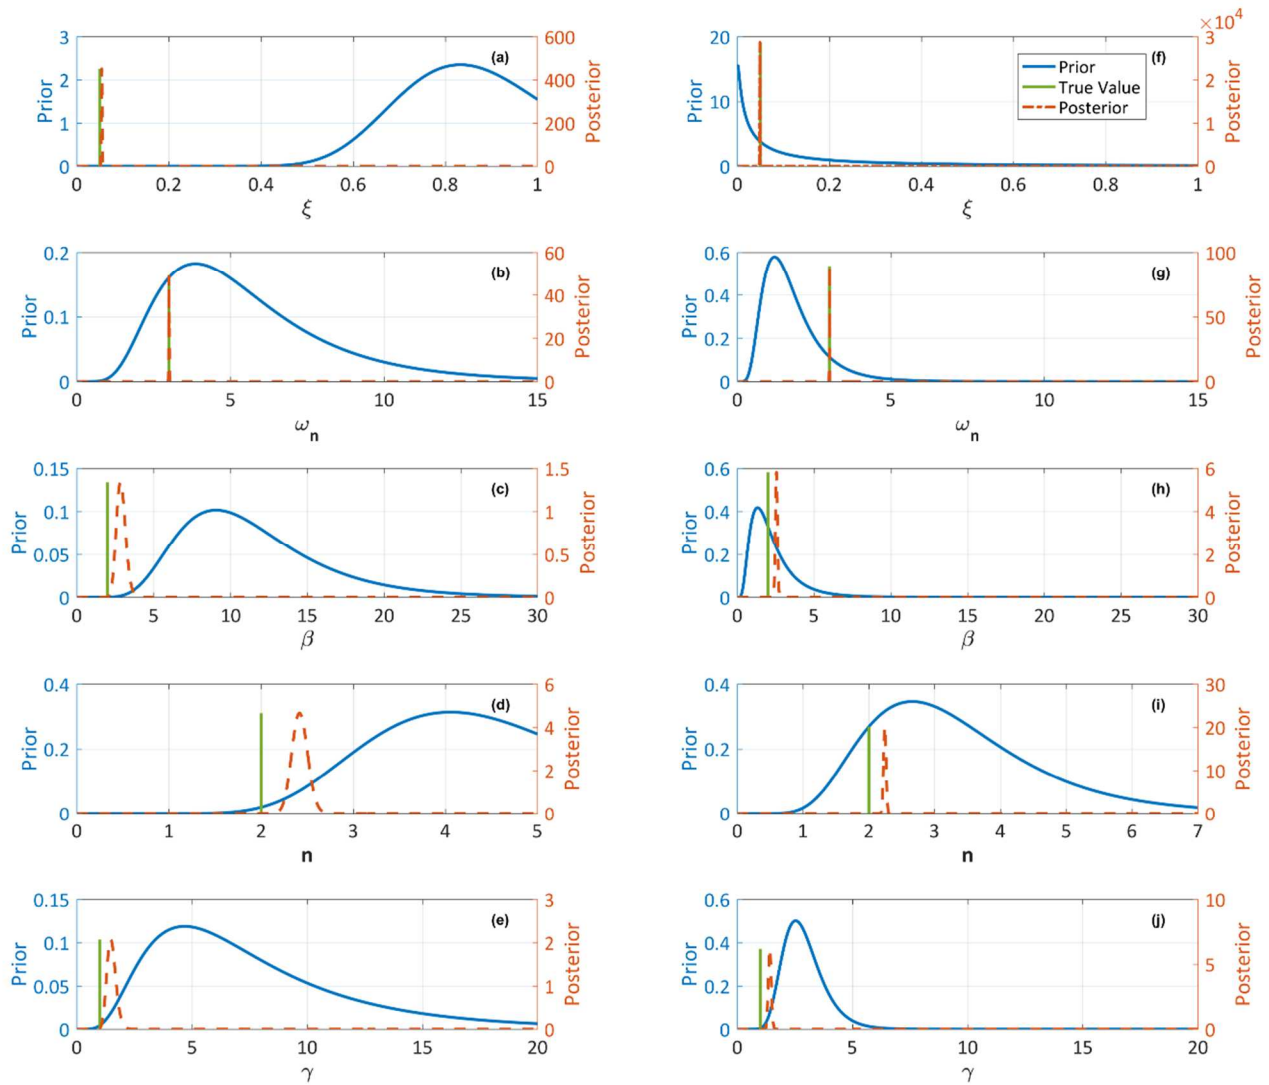 3
2
1
0
Prior
600
400
200
0
Posterior
(a)
0 0.2 0.4 0.6 0.8 1
ξ
20
10
0
Prior
×10⁴
3
2
1
0
Posterior
(f)
Prior
True Value
Posterior
0 0.2 0.4 0.6 0.8 1
ξ
0.2
0.1
0
Prior
60
40
20
0
Posterior
(b)
0 5 10 15
ωn
0.6
0.4
0.2
0
Prior
100
50
0
Posterior
(g)
0 5 10 15
ωn
0.15
0.1
0.05
0
Prior
1.5
1
0.5
0
Posterior
(c)
0 5 10 15 20 25 30
β
0.6
0.4
0.2
0
Prior
6
4
2
0
Posterior
(h)
0 5 10 15 20 25 30
β
0.4
0.2
0
Prior
6
4
2
0
Posterior
(d)
0 1 2 3 4 5
n
0.4
0.2
0
Prior
30
20
10
0
Posterior
(i)
0 1 2 3 4 5 6 7
n
0.15
0.1
0.05
0
Prior
3
2
1
0
Posterior
(e)
0 5 10 15 20
γ
0.6
0.4
0.2
0
Prior
10
5
0
Posterior
(j)
0 5 10 15 20
γ